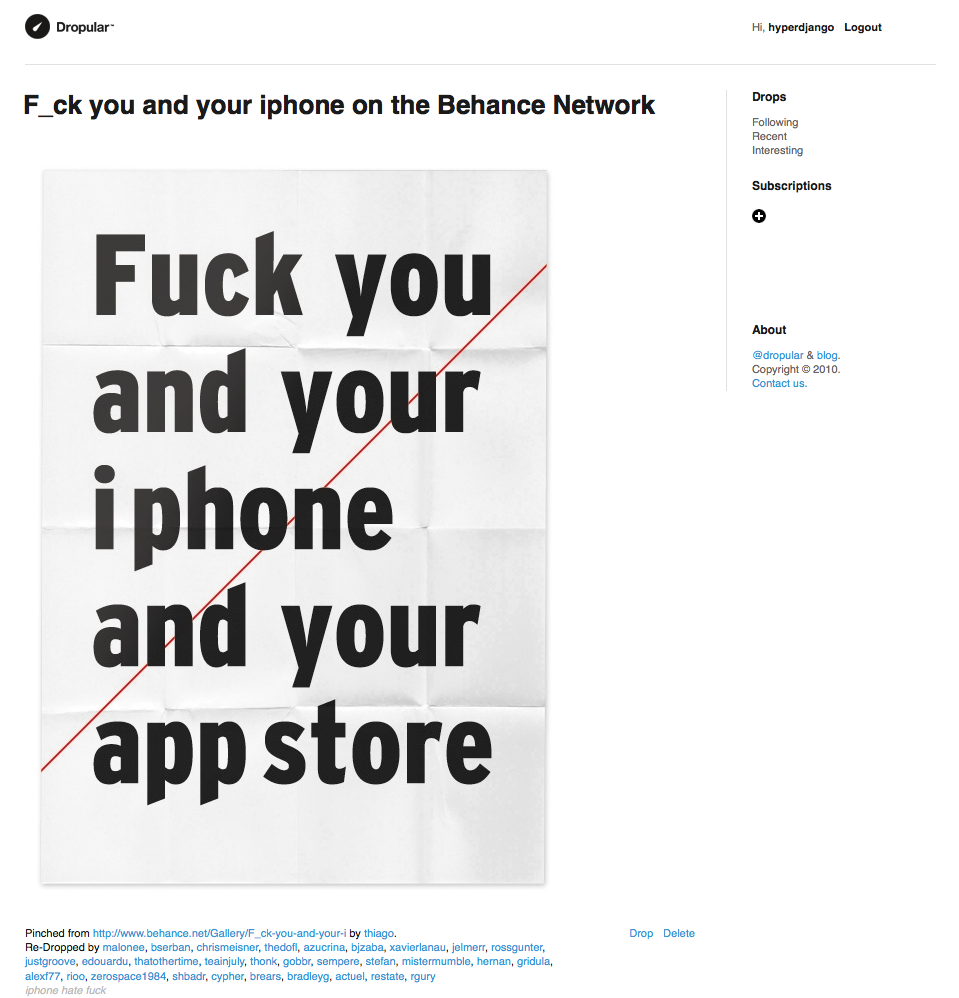 Dropular™
Hi, hyperdjango Logout
F_ck you and your iphone on the Behance Network
Fuck you
and your
iphone
and your
app store
Drops
Following
Recent
Interesting
Subscriptions
About
@dropular & blog.
Copyright © 2010.
Contact us.
Pinched from http://www.behance.net/Gallery/F_ck-you-and-your-i by thiago.
Drop Delete
Re-Dropped by malonee, bserban, chrismeisner, thedofl, azucrina, bjzaba, xavierlanau, jelmerr, rossgunter,
justgroove, edouardu, thatothertime, teainjuly, thonk, gobbr, sempere, stefan, mistermumble, hernan, gridula,
alexf77, rioo, zerospace1984, shbadr, cypher, brears, bradleyg, actuel, restate, rgury
iphone hate fuck